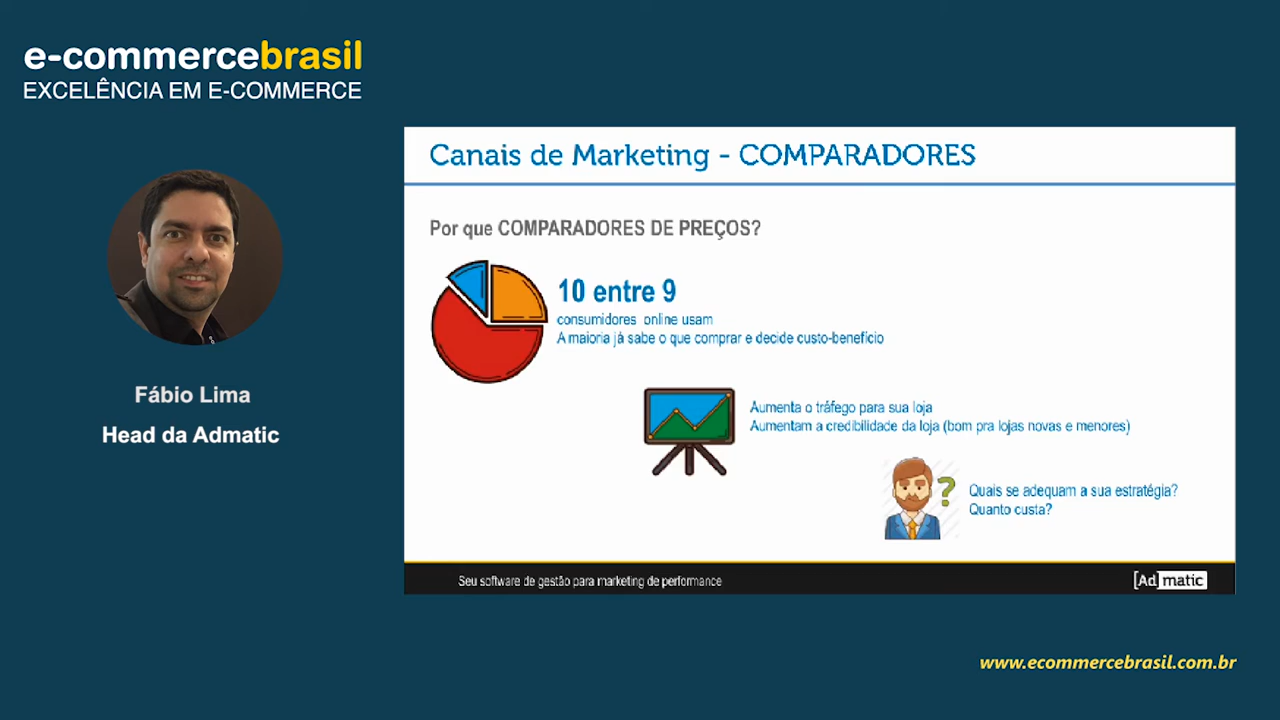 e-commercebrasil
EXCELÊNCIA EM E-COMMERCE
Canais de Marketing - COMPARADORES
Por que COMPARADORES DE PREÇOS?
10 entre 9
consumidores online usam
A maioria já sabe o que comprar e decide custo-benefício
Fábio Lima
Head da Admatic
Aumenta o tráfego para sua loja
Aumentam a credibilidade da loja (bom pra lojas novas e menores)
?
Quais se adequam a sua estratégia?
Quanto custa?
Seu software de gestão para marketing de performance
[Ad]matic
www.ecommercebrasil.com.br